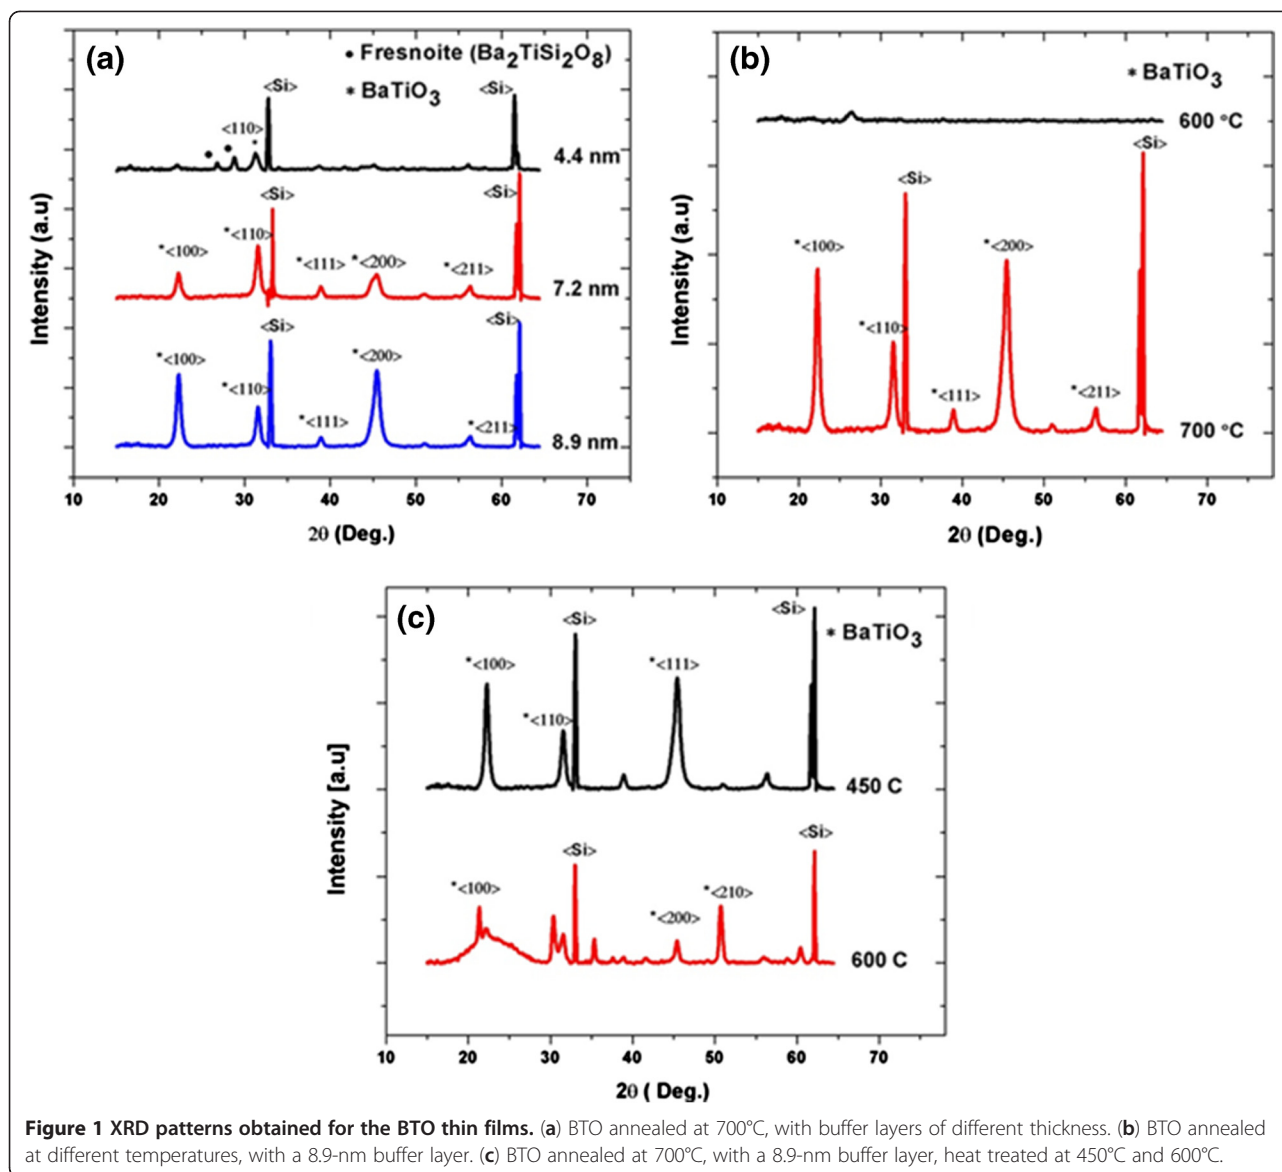 (a)
● Fresnoite (Ba2TiSi2O8)
* BaTiO3
<Si>
<Si>
<110>
*
● ●
4.4 nm
<Si>
<Si>
*<100>
*<110>
*<111>
*<200>
*<211>
7.2 nm
<Si>
<Si>
*<100>
*<110>
*<111>
*<200>
*<211>
8.9 nm
Intensity (a.u)
10 20 30 40 50 60 70
2θ (Deg.)
(b)
* BaTiO3
600 °C
<Si>
<Si>
*<100>
*<110>
*<111>
*<200>
*<211>
700 °C
Intensity (a.u)
10 20 30 40 50 60 70
2θ (Deg.)
(c)
* BaTiO3
<Si>
<Si>
*<100>
*<110>
*<111>
450 C
<Si>
<Si>
*<100>
*<200>
*<210>
600 C
Intensity [a.u]
10 20 30 40 50 60 70
2θ ( Deg.)
Figure 1 XRD patterns obtained for the BTO thin films. (a) BTO annealed at 700°C, with buffer layers of different thickness. (b) BTO annealed
at different temperatures, with a 8.9-nm buffer layer. (c) BTO annealed at 700°C, with a 8.9-nm buffer layer, heat treated at 450°C and 600°C.